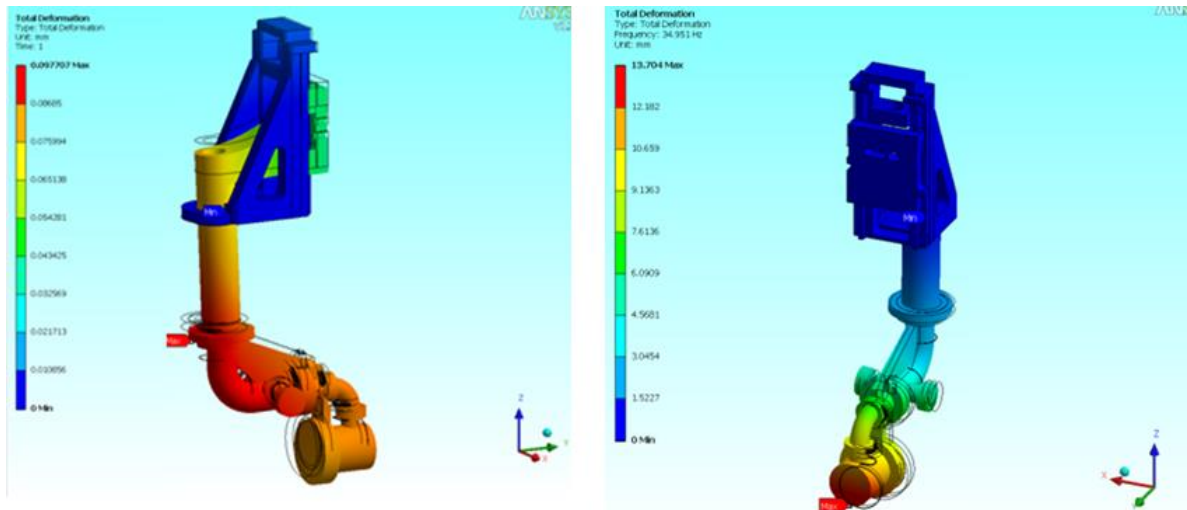 ANSYS
Total Deformation
Type: Total Deformation
Unit: mm
Time: 1
0.097707 Max
0.08685
0.075994
0.065138
0.054281
0.043425
0.032569
0.021713
0.010856
0 Min
Min
Max
Z
Y
X
Total Deformation
Type: Total Deformation
Frequency: 34.951 Hz
Unit: mm
13.704 Max
12.182
10.659
9.1363
7.6136
6.0909
4.5681
3.0454
1.5227
0 Min
Min
Max
Z
X
Y